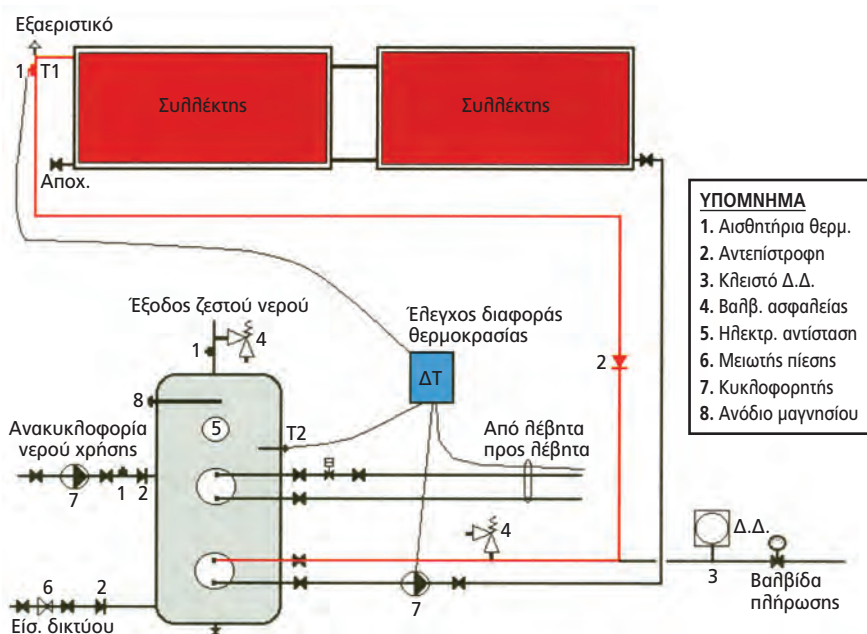 Εξαεριστικό
1 T1
Συλλέκτης
Συλλέκτης
Αποχ.
ΥΠΟΜΝΗΜΑ
1. Αισθητήρια θερμ.
2. Αντεπίστροφη
3. Κλειστό Δ.Δ.
4. Βαλβ. ασφαλείας
5. Ηλεκτρ. αντίσταση
6. Μειωτής πίεσης
7. Κυκλοφορητής
8. Ανόδιο μαγνησίου
Έξοδος ζεστού νερού
1
4
Έλεγχος διαφοράς
θερμοκρασίας
ΔΤ
2
8
5
T2
Ανακυκλοφορία
νερού χρήσης
7
1
2
Από λέβητα
προς λέβητα
4
Δ.Δ.
3
Βαλβίδα
πλήρωσης
7
6
2
Είσ. δικτύου